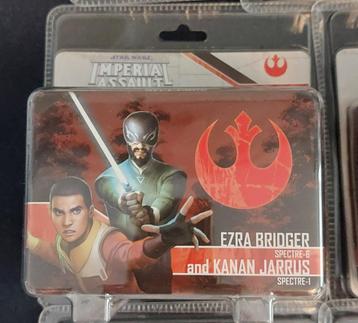 STAR WARS
IMPERIAL
ASSAULT
EZRA BRIDGER
SPECTRE-6
and KANAN JARRUS
SPECTRE-1